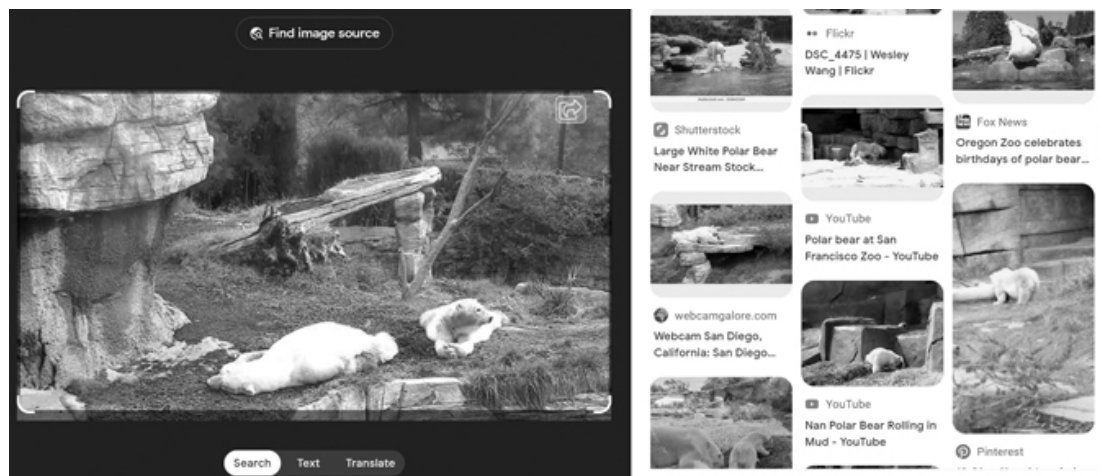 Find image source
Search
Text
Translate
Shutterstock
Large White Polar Bear
Near Stream Stock...
webcamgalore.com
Webcam San Diego,
California: San Diego...
Flickr
DSC_4475 | Wesley
Wang | Flickr
YouTube
Polar bear at San
Francisco Zoo - YouTube
YouTube
Nan Polar Bear Rolling in
Mud - YouTube
Fox News
Oregon Zoo celebrates
birthdays of polar bear...
Pinterest